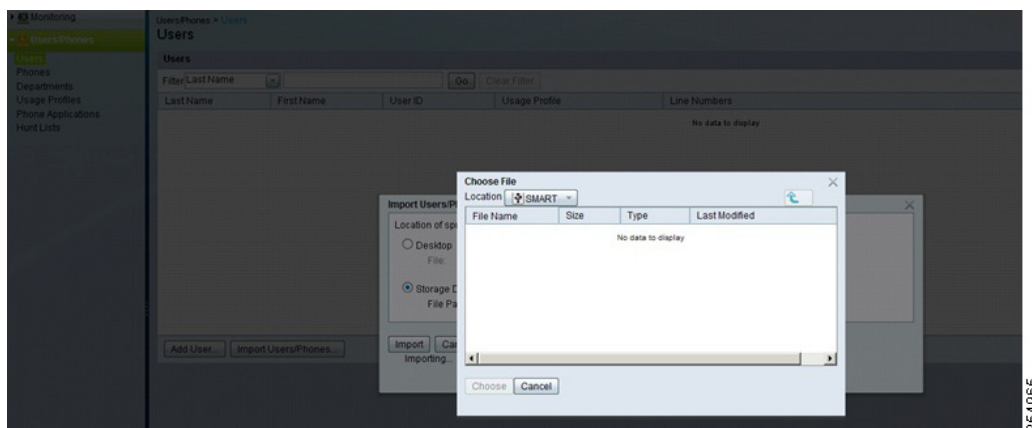 Monitoring
Users/Phones > Users
Users/Phones
Users
Users
Users
Phones
Departments
Usage Profiles
Phone Applications
Hunt Lists
Filter Last Name Go Clear Filter
Last Name First Name User ID Usage Profile Line Numbers
No data to display
Choose File
Location SMART
File Name Size Type Last Modified
No data to display
Choose Cancel
Import Users/P
Location of sp
Desktop
File:
Storage D
File Pa
Import Can
Importing...
Add User... Import Users/Phones...